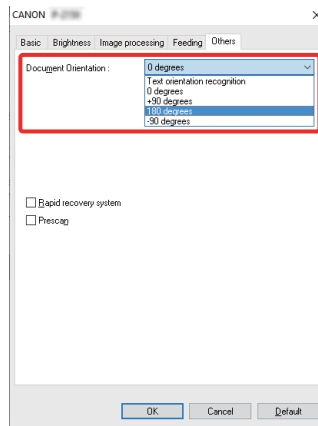 CANON
Basic Brightness Image processing Feeding Others
Document Orientation : 0 degrees
Text orientation recognition
0 degrees
+90 degrees
180 degrees
-90 degrees
Rapid recovery system
Prescan
OK Cancel Default